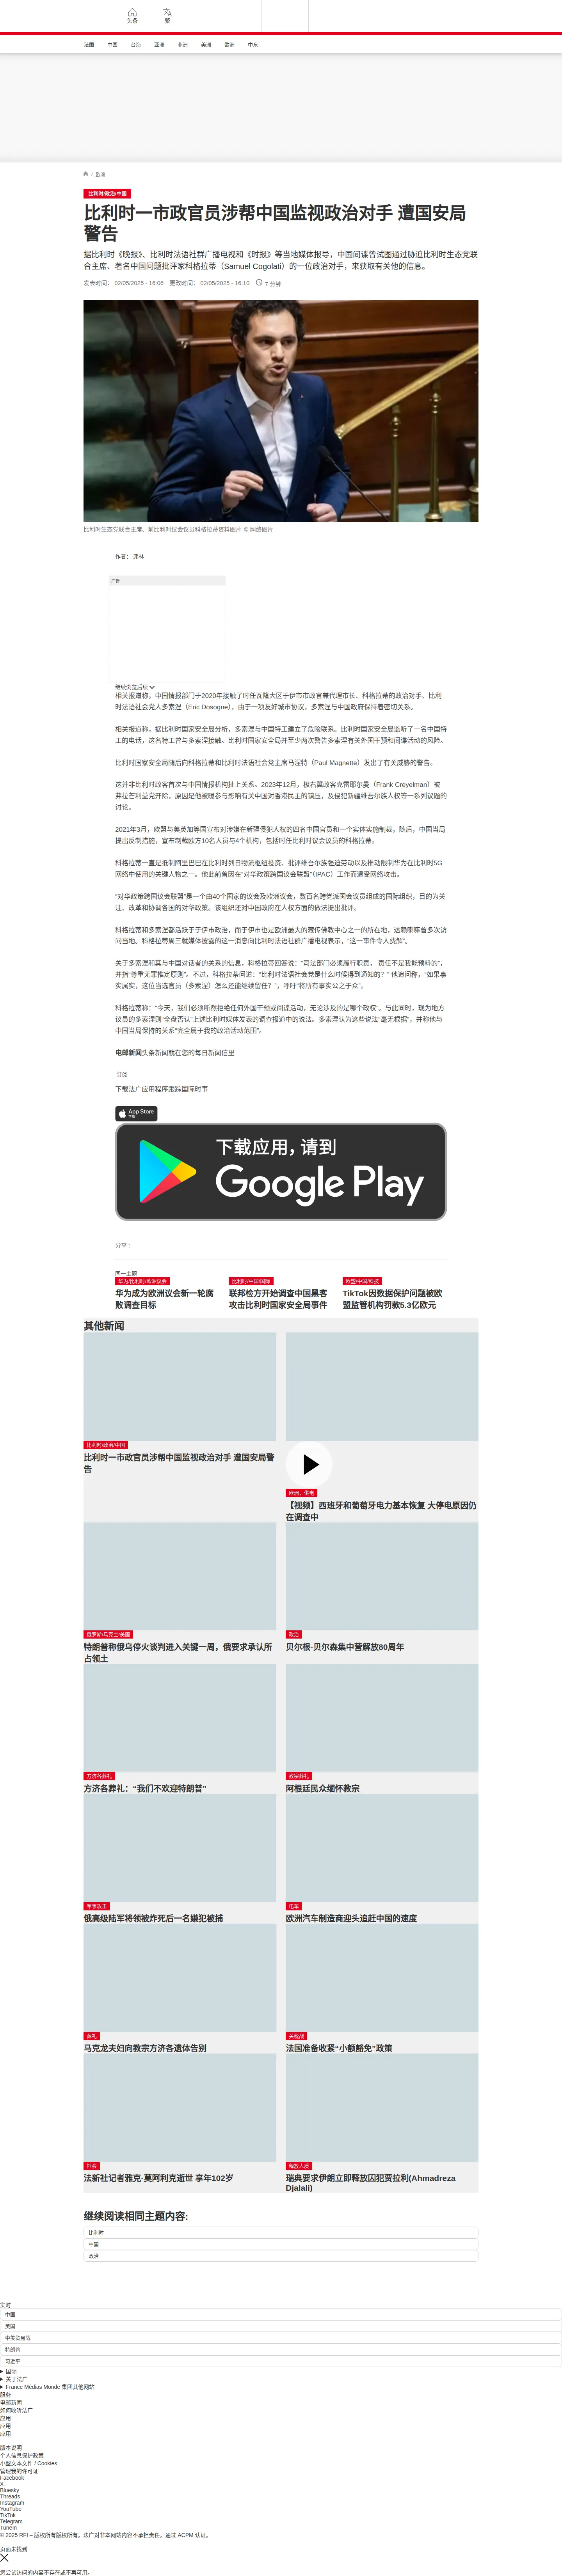 头条
繁
法国 中国 台海 亚洲 非洲 美洲 欧洲 中东
/ 欧洲
比利时/政治/中国
比利时一市政官员涉帮中国监视政治对手 遭国安局
警告
据比利时《晚报》、比利时法语社群广播电视和《时报》等当地媒体报导，中国间谍曾试图通过胁迫比利时生态党联
合主席、著名中国问题批评家科格拉蒂（Samuel Cogolati）的一位政治对手，来获取有关他的信息。
发表时间： 02/05/2025 - 16:06 更改时间： 02/05/2025 - 16:10 7 分钟
比利时生态党联合主席、前比利时议会议员科格拉蒂资料图片 © 网络图片
作者： 弗林
广告
继续浏览后续
相关报道称，中国情报部门于2020年接触了时任瓦隆大区于伊市市政官兼代理市长、科格拉蒂的政治对手、比利
时法语社会党人多索涅（Eric Dosogne），由于一项友好城市协议，多索涅与中国政府保持着密切关系。
相关报道称，据比利时国家安全局分析，多索涅与中国特工建立了危险联系。比利时国家安全局监听了一名中国特
工的电话，这名特工曾与多索涅接触。比利时国家安全局并至少两次警告多索涅有关外国干预和间谍活动的风险。
比利时国家安全局随后向科格拉蒂和比利时法语社会党主席马涅特（Paul Magnette）发出了有关威胁的警告。
这并非比利时政客首次与中国情报机构扯上关系。2023年12月，极右翼政客克雷耶尔曼（Frank Creyelman）被
弗拉芒利益党开除，原因是他被曝参与影响有关中国对香港民主的镇压，及侵犯新疆维吾尔族人权等一系列议题的
讨论。
2021年3月，欧盟与美英加等国宣布对涉嫌在新疆侵犯人权的四名中国官员和一个实体实施制裁，随后，中国当局
提出反制措施，宣布制裁欧方10名人员与4个机构，包括时任比利时议会议员的科格拉蒂。
科格拉蒂一直是抵制阿里巴巴在比利时列日物流枢纽投资、批评维吾尔族强迫劳动以及推动限制华为在比利时5G
网络中使用的关键人物之一。他此前曾因在“对华政策跨国议会联盟”（IPAC）工作而遭受网络攻击。
“对华政策跨国议会联盟”是一个由40个国家的议会及欧洲议会，数百名跨党派国会议员组成的国际组织，目的为关
注、改革和协调各国的对华政策。该组织还对中国政府在人权方面的做法提出批评。
科格拉蒂和多索涅都活跃于于伊市政治，而于伊市也是欧洲最大的藏传佛教中心之一的所在地，达赖喇嘛曾多次访
问当地。科格拉蒂周三就媒体披露的这一消息向比利时法语社群广播电视表示，“这一事件令人费解”。
关于多索涅和其与中国对话者的关系的信息，科格拉蒂回答说：“司法部门必须履行职责， 责任不是我能预料的”，
并指“尊重无罪推定原则”。不过，科格拉蒂问道：“比利时法语社会党是什么时候得到通知的？” 他追问称，“如果事
实属实，这位当选官员（多索涅）怎么还能继续留任？”，呼吁“将所有事实公之于众”。
科格拉蒂称：“今天，我们必须断然拒绝任何外国干预或间谍活动，无论涉及的是哪个政权”。与此同时，现为地方
议员的多索涅则“全盘否认”上述比利时媒体发表的调查报道中的说法。多索涅认为这些说法“毫无根据”，并称他与
中国当局保持的关系“完全属于我的政治活动范围”。
电邮新闻头条新闻就在您的每日新闻信里
订阅
下载法广应用程序跟踪国际时事
App Store
下载
下载应用，请到
Google Play
分享 :
同一主题
华为/比利时/欧洲议会
华为成为欧洲议会新一轮腐
败调查目标
比利时/中国/国际
联邦检方开始调查中国黑客
攻击比利时国家安全局事件
欧盟/中国/科技
TikTok因数据保护问题被欧
盟监管机构罚款5.3亿欧元
其他新闻
比利时/政治/中国
比利时一市政官员涉帮中国监视政治对手 遭国安局警
告
欧洲、供电
【视频】西班牙和葡萄牙电力基本恢复 大停电原因仍
在调查中
俄罗斯/乌克兰/美国
特朗普称俄乌停火谈判进入关键一周，俄要求承认所
占领土
政治
贝尔根-贝尔森集中营解放80周年
方济各葬礼
方济各葬礼：“我们不欢迎特朗普”
教宗葬礼
阿根廷民众缅怀教宗
军事攻击
俄高级陆军将领被炸死后一名嫌犯被捕
电车
欧洲汽车制造商迎头追赶中国的速度
葬礼
马克龙夫妇向教宗方济各遗体告别
关税战
法国准备收紧“小额豁免”政策
社会
法新社记者雅克·莫阿利克逝世 享年102岁
释放人质
瑞典要求伊朗立即释放囚犯贾拉利(Ahmadreza
Djalali)
继续阅读相同主题内容:
比利时
中国
政治
实时
中国
美国
中美贸易战
特朗普
习近平
国际
关于法广
France Médias Monde 集团其他网站
服务
电邮新闻
如何收听法广
应用
应用
应用
版本说明
个人信息保护政策
小型文本文件 / Cookies
管理我的许可证
Facebook
X
Bluesky
Threads
Instagram
YouTube
TikTok
Telegram
TuneIn
© 2025 RFI – 版权所有版权所有。法广对非本网站内容不承担责任。通过 ACPM 认证。
页面未找到
您尝试访问的内容不存在或不再可用。